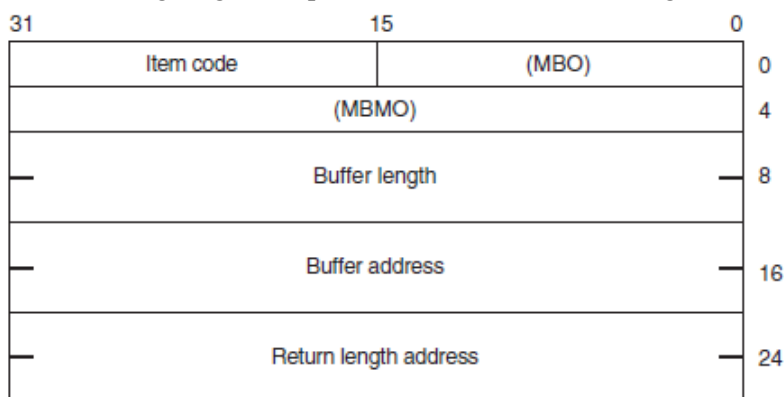 31 15 0
Item code (MBO) 0
(MBMO) 4
Buffer length 8
Buffer address 16
Return length address 24